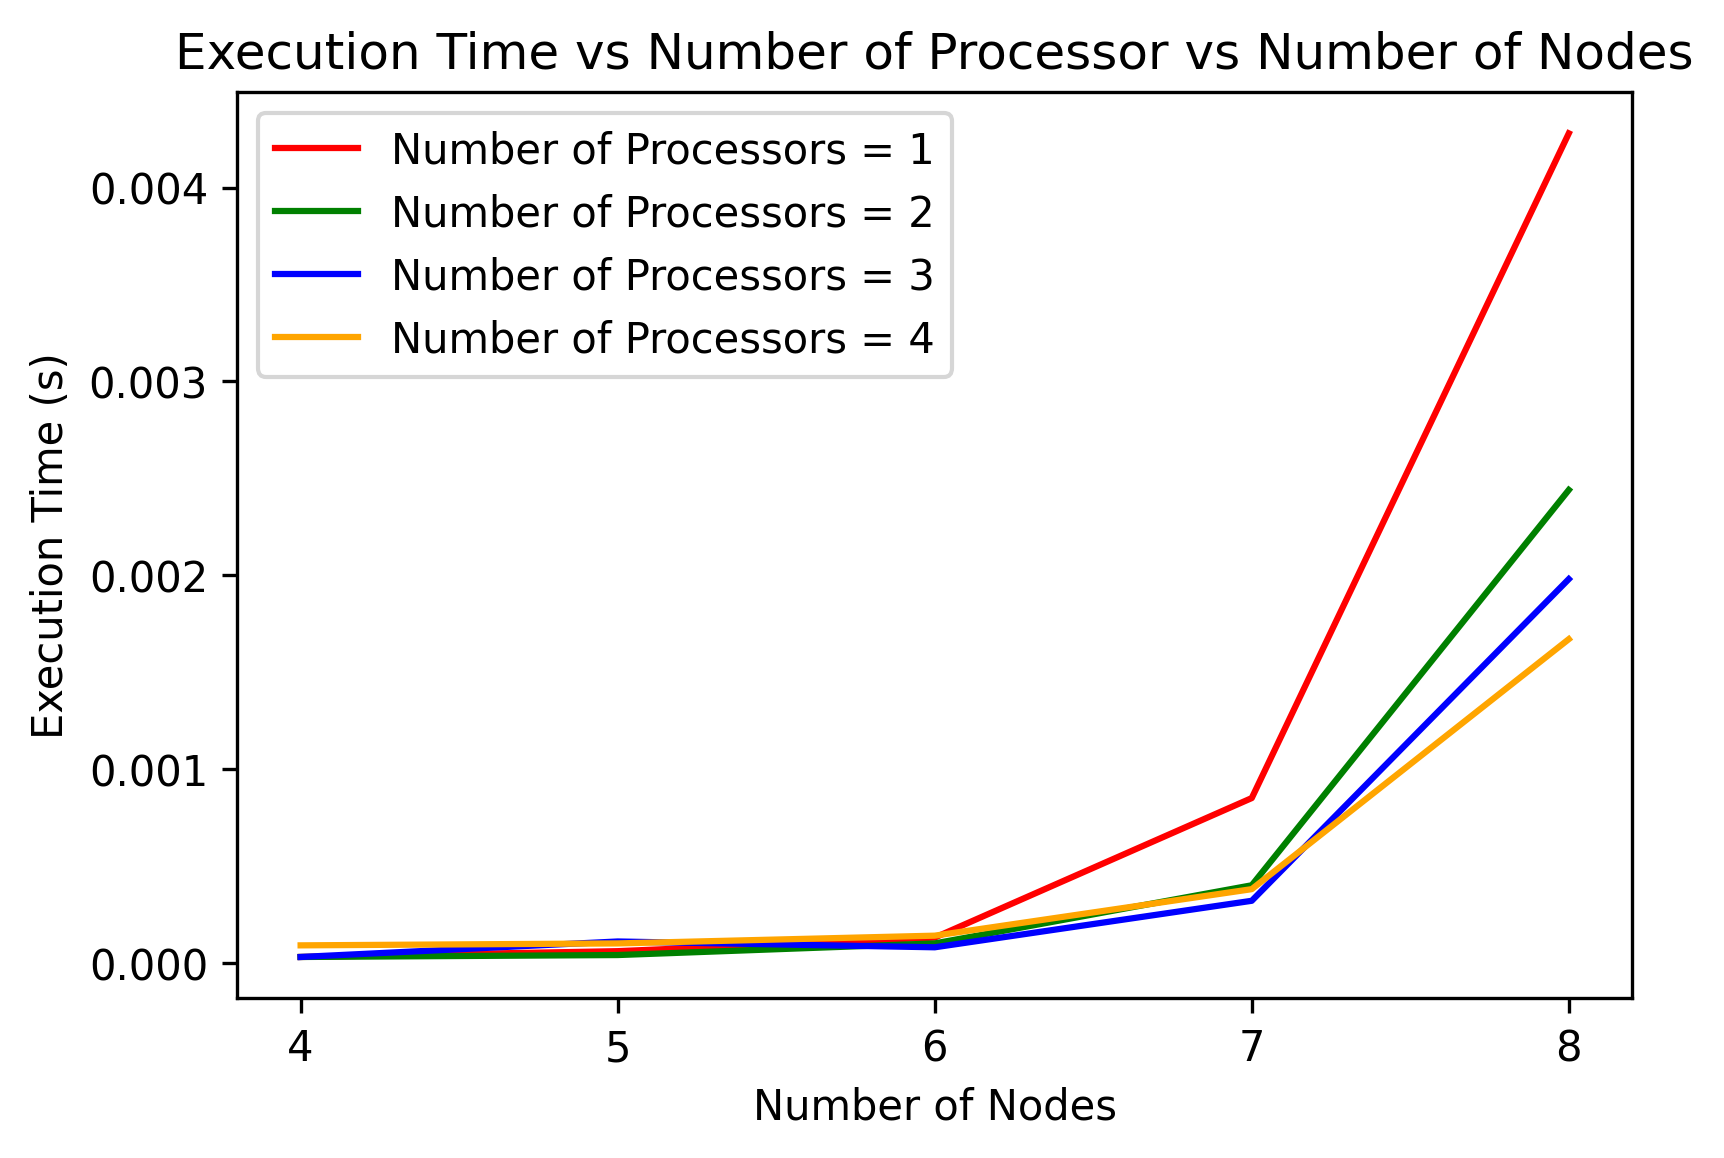 Execution Time vs Number of Processor vs Number of Nodes
Number of Processors = 1
Number of Processors = 2
Number of Processors = 3
Number of Processors = 4
Execution Time (s)
0.004
0.003
0.002
0.001
0.000
4 5 6 7 8
Number of Nodes